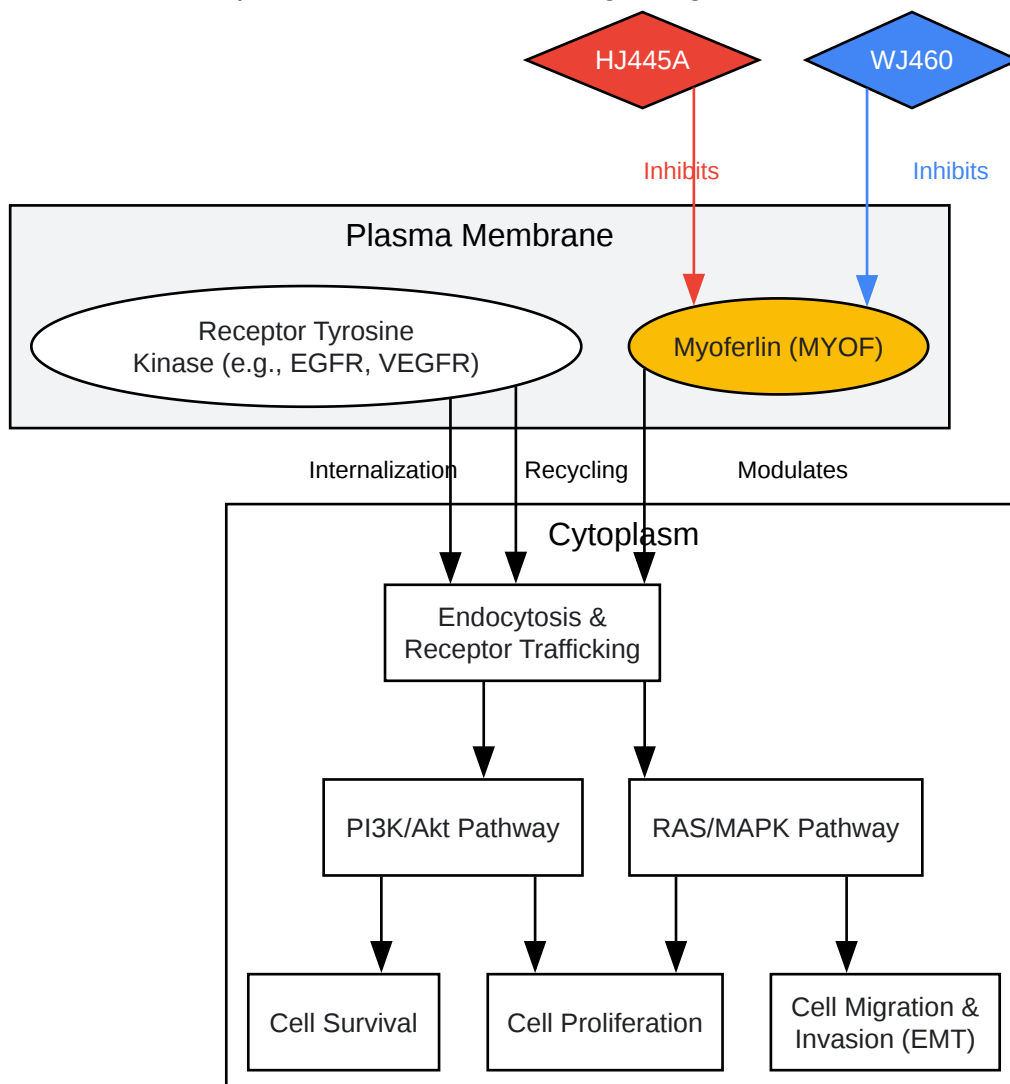 HJ445A
WJ460
Inhibits
Inhibits
Plasma Membrane
Receptor Tyrosine
Kinase (e.g., EGFR, VEGFR)
Myoferlin (MYOF)
Internalization
Recycling
Modulates
Cytoplasm
Endocytosis &
Receptor Trafficking
PI3K/Akt Pathway
RAS/MAPK Pathway
Cell Survival
Cell Proliferation
Cell Migration &
Invasion (EMT)